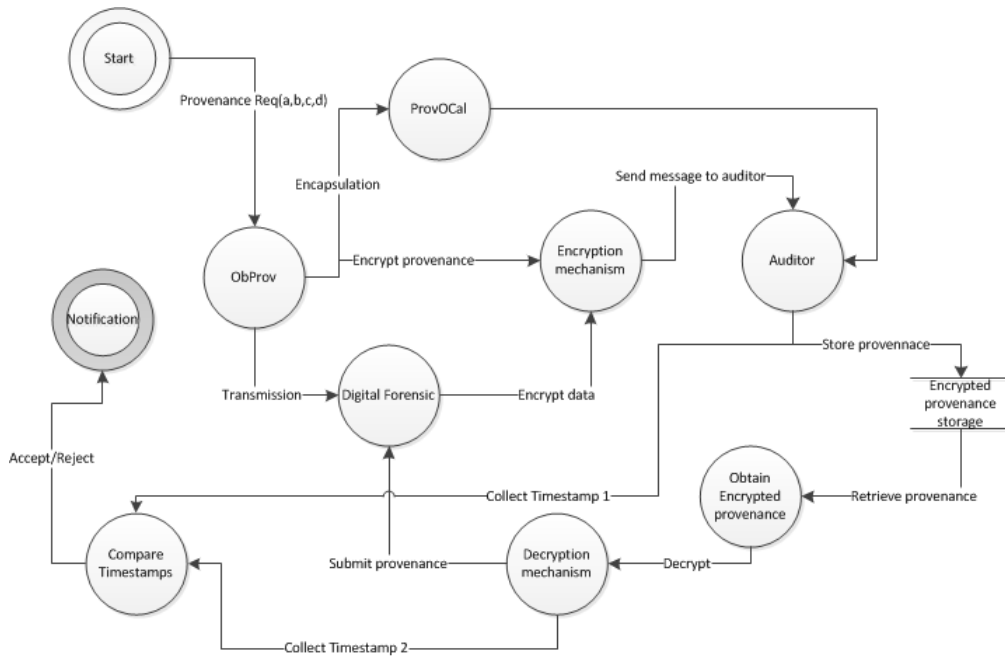 Start
Provenance Req(a,b,c,d)
ProvOCal
Encapsulation
Send message to auditor
ObProv
Encrypt provenance
Encryption
mechanism
Auditor
Notification
Store provennace
Transmission
Digital Forensic
Encrypt data
Encrypted
provenance
storage
Accept/Reject
Collect Timestamp 1
Obtain
Encrypted
provenance
Retrieve provenance
Compare
Timestamps
Submit provenance
Decryption
mechanism
Decrypt
Collect Timestamp 2